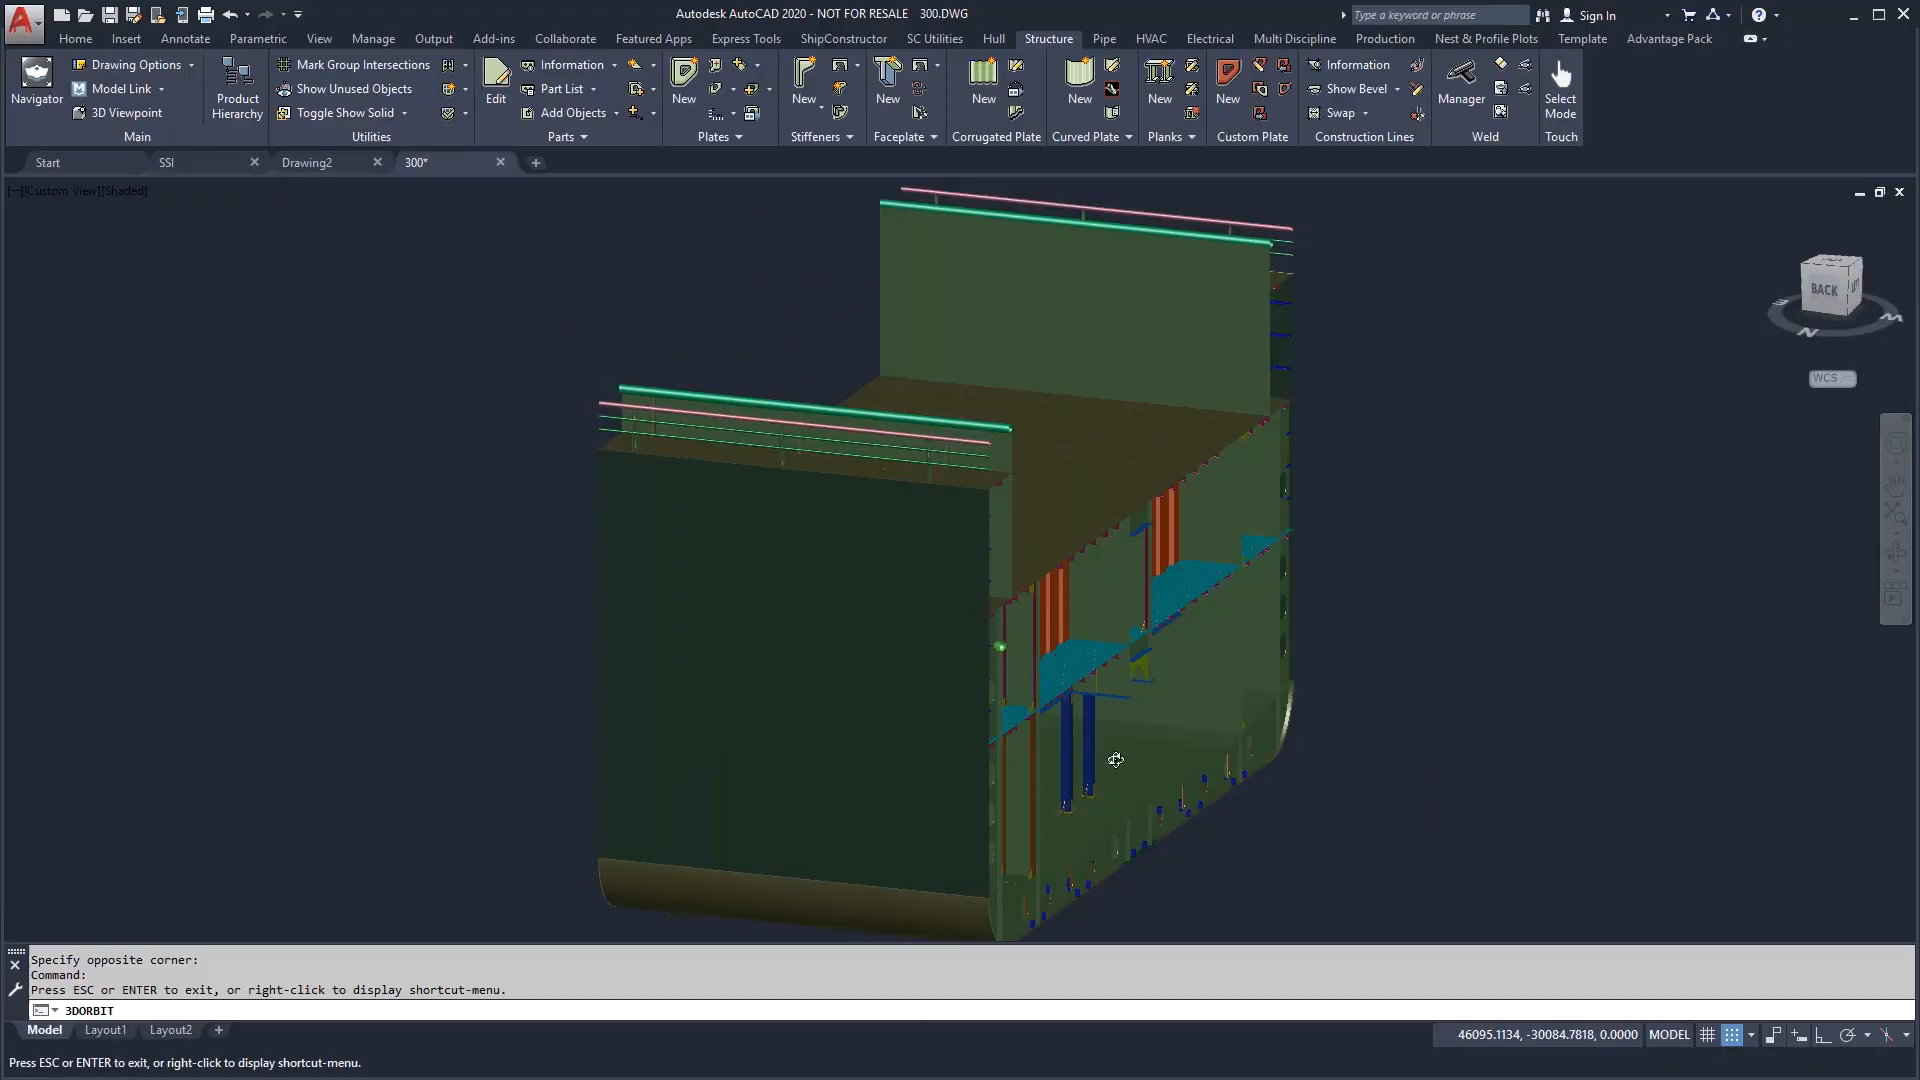 Autodesk AutoCAD 2020 - NOT FOR RESALE 300.DWG
Type a keyword or phrase
Sign In
Home Insert Annotate Parametric View Manage Output Add-ins Collaborate Featured Apps Express Tools ShipConstructor SC Utilities Hull Structure Pipe HVAC Electrical Multi Discipline Production Nest & Profile Plots Template Advantage Pack
Navigator
Drawing Options
Model Link
3D Viewpoint
Main
Product
Hierarchy
Mark Group Intersections
Show Unused Objects
Toggle Show Solid
Utilities
Edit
Information
Part List
Add Objects
Parts
New
Plates
New
Stiffeners
New
Faceplate
New
Corrugated Plate
New
Curved Plate
New
Planks
New
Custom Plate
Information
Show Bevel
Swap
Construction Lines
Manager
Weld
Select
Mode
Touch
Start SSI Drawing2 300*
[−][Custom View][Shaded]
BACK
N
WCS
Specify opposite corner:
Command:
Press ESC or ENTER to exit, or right-click to display shortcut-menu.
3DORBIT
Model Layout1 Layout2 +
46095.1134, -30084.7818, 0.0000 MODEL
Press ESC or ENTER to exit, or right-click to display shortcut-menu.